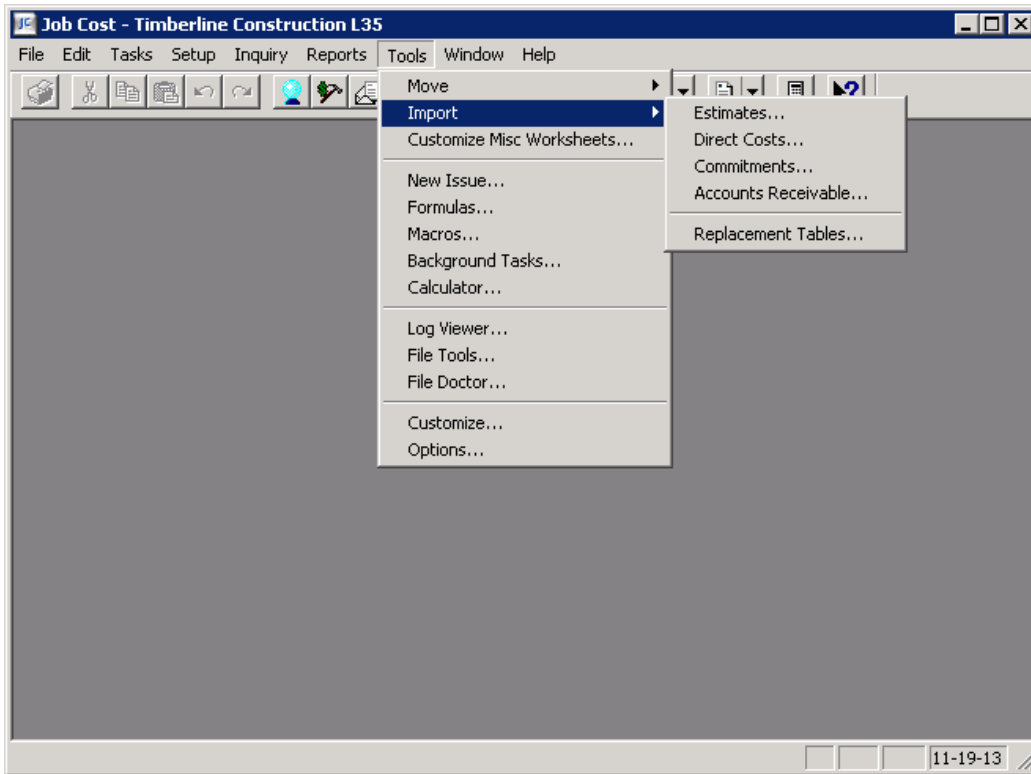 JC Job Cost - Timberline Construction L35
File Edit Tasks Setup Inquiry Reports Tools Window Help
Move
Import
Customize Misc Worksheets...
New Issue...
Formulas...
Macros...
Background Tasks...
Calculator...
Log Viewer...
File Tools...
File Doctor...
Customize...
Options...
Estimates...
Direct Costs...
Commitments...
Accounts Receivable...
Replacement Tables...
11-19-13